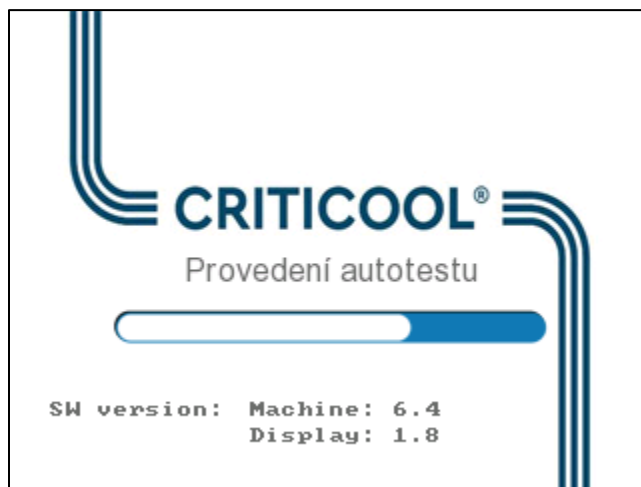 CRITICOOL®
Provedení autotestu
SW version: Machine: 6.4
Display: 1.8